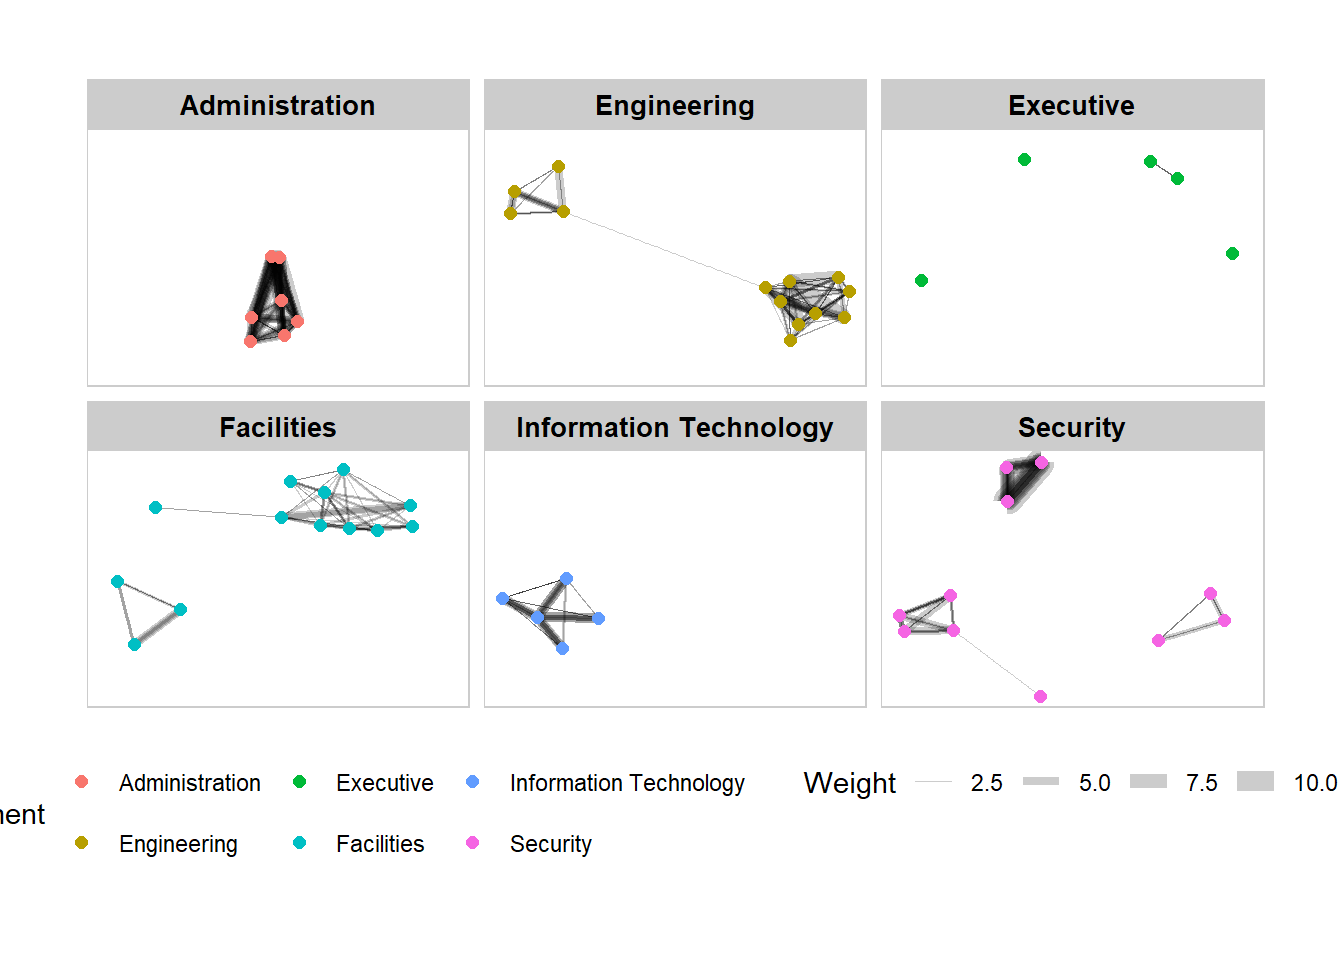 Administration
Engineering
Executive
Facilities
Information Technology
Security
Administration
Executive
Information Technology
Weight
2.5
5.0
7.5
10.0
Engineering
Facilities
Security